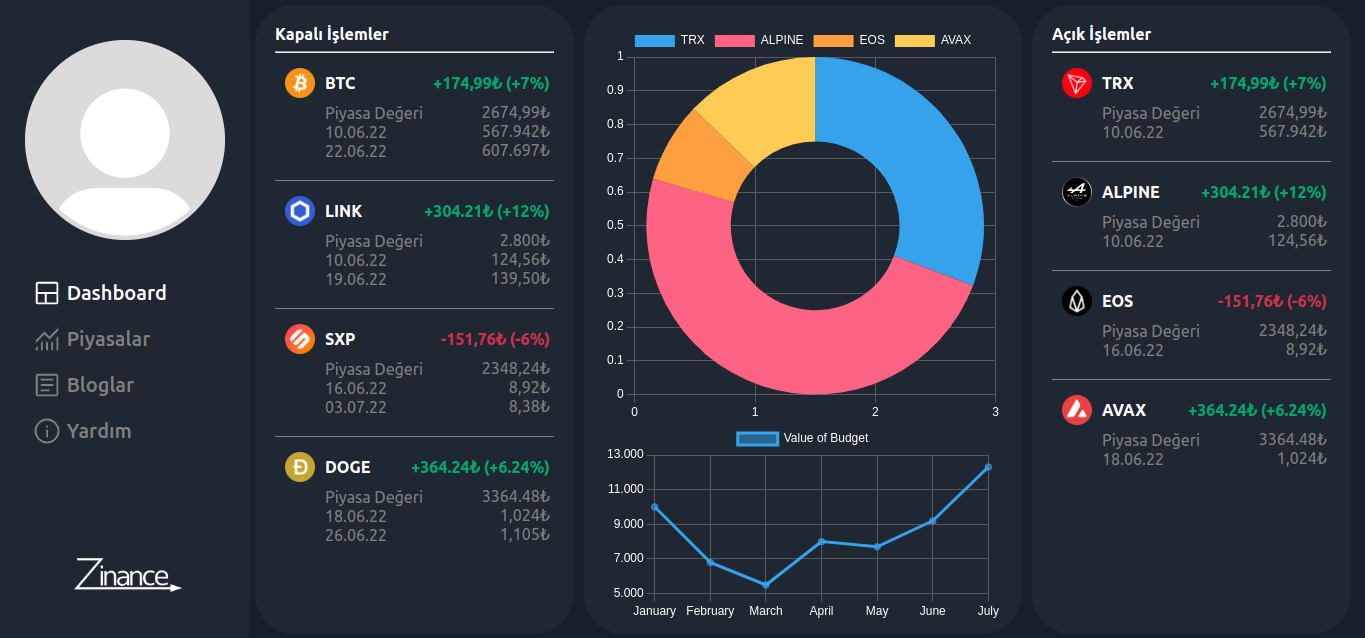 Dashboard
Piyasalar
Bloglar
Yardım
Zinance
Kapalı İşlemler
BTC +174,99₺ (+7%)
Piyasa Değeri 2674,99₺
10.06.22 567.942₺
22.06.22 607.697₺
LINK +304.21₺ (+12%)
Piyasa Değeri 2.800₺
10.06.22 124,56₺
19.06.22 139,50₺
SXP -151,76₺ (-6%)
Piyasa Değeri 2348,24₺
16.06.22 8,92₺
03.07.22 8,38₺
DOGE +364.24₺ (+6.24%)
Piyasa Değeri 3364.48₺
18.06.22 1,024₺
26.06.22 1,105₺
TRX ALPINE EOS AVAX
1
0.9
0.8
0.7
0.6
0.5
0.4
0.3
0.2
0.1
0
0 1 2 3
Value of Budget
13.000
11.000
9.000
7.000
5.000
January February March April May June July
Açık İşlemler
TRX +174,99₺ (+7%)
Piyasa Değeri 2674,99₺
10.06.22 567.942₺
ALPINE +304.21₺ (+12%)
Piyasa Değeri 2.800₺
10.06.22 124,56₺
EOS -151,76₺ (-6%)
Piyasa Değeri 2348,24₺
16.06.22 8,92₺
AVAX +364.24₺ (+6.24%)
Piyasa Değeri 3364.48₺
18.06.22 1,024₺